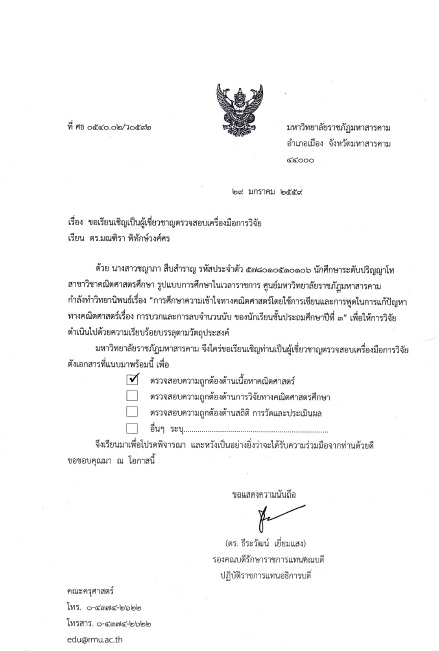 ที่ ศธ ๐๕๔๐.๐๒/ว๐๕๙๒
มหาวิทยาลัยราชภัฏมหาสารคาม
อำเภอเมือง จังหวัดมหาสารคาม
๔๔๐๐๐
๒๙ มกราคม ๒๕๕๙
เรื่อง ขอเรียนเชิญเป็นผู้เชี่ยวชาญตรวจสอบเครื่องมือการวิจัย
เรียน ดร.มณฑิรา พิทักษ์วงศ์ศร
ด้วย นางสาวชญาภา สืบสำราญ รหัสประจำตัว ๕๗๘๐๑๐๕๑๐๑๐๖ นักศึกษาระดับปริญญาโท
สาขาวิชาคณิตศาสตรศึกษา รูปแบบการศึกษาในเวลาราชการ ศูนย์มหาวิทยาลัยราชภัฏมหาสารคาม
กำลังทำวิทยานิพนธ์เรื่อง "การศึกษาความเข้าใจทางคณิตศาสตร์โดยใช้การเขียนและการพูดในการแก้ปัญหา
ทางคณิตศาสตร์เรื่อง การบวกและการลบจำนวนนับ ของนักเรียนชั้นประถมศึกษาปีที่ ๓" เพื่อให้การวิจัย
ดำเนินไปด้วยความเรียบร้อยบรรลุตามวัตถุประสงค์
มหาวิทยาลัยราชภัฏมหาสารคาม จึงใคร่ขอเรียนเชิญท่านเป็นผู้เชี่ยวชาญตรวจสอบเครื่องมือการวิจัย
ดังเอกสารที่แนบมาพร้อมนี้ เพื่อ
ตรวจสอบความถูกต้องด้านเนื้อหาคณิตศาสตร์
ตรวจสอบความถูกต้องด้านการวิจัยทางคณิตศาสตรศึกษา
ตรวจสอบความถูกต้องด้านสถิติ การวัดและประเมินผล
อื่นๆ ระบุ..........................................................
จึงเรียนมาเพื่อโปรดพิจารณา และหวังเป็นอย่างยิ่งว่าจะได้รับความร่วมมือจากท่านด้วยดี
ขอขอบคุณมา ณ โอกาสนี้
ขอแสดงความนับถือ
(ดร. ธีระวัฒน์ เยี่ยมแสง)
รองคณบดีรักษาราชการแทนคณบดี
ปฏิบัติราชการแทนอธิการบดี
คณะครุศาสตร์
โทร. ๐-๔๓๗๔-๒๖๒๒
โทรสาร. ๐-๔๓๗๔-๒๖๒๒
edu@rmu.ac.th